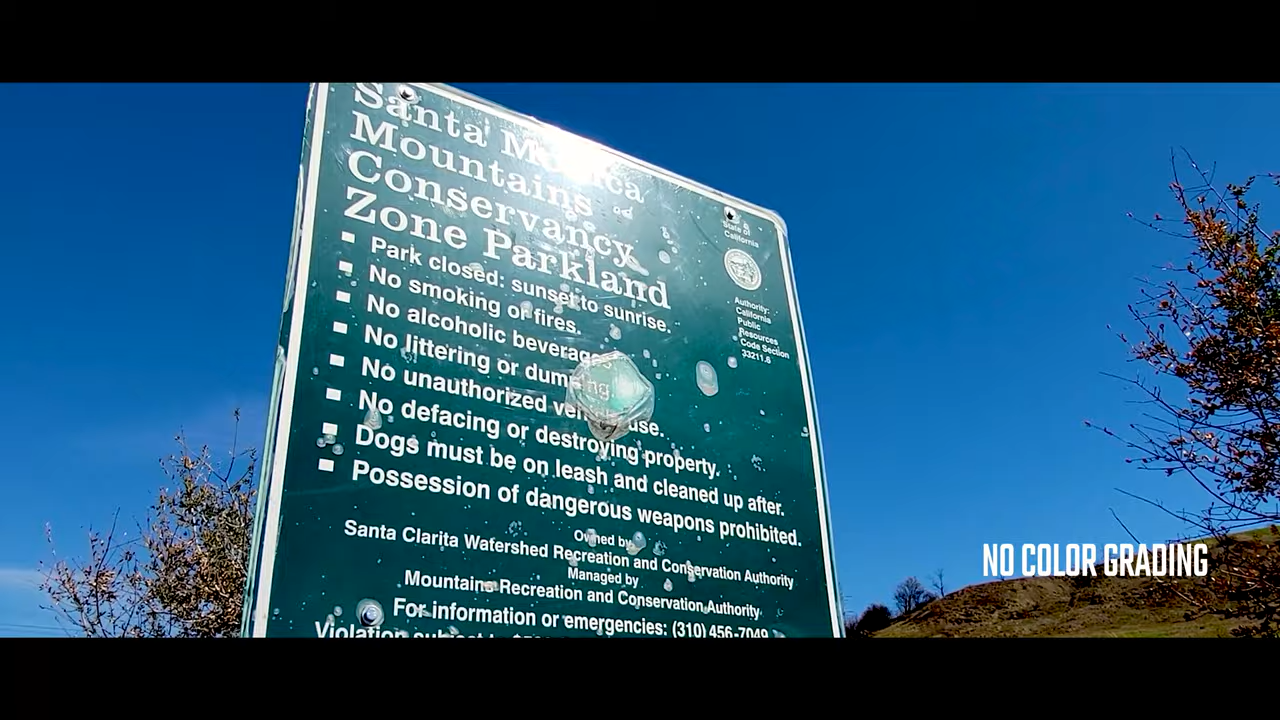 Santa Monica
Mountains
Conservancy
Zone Parkland
State of
California
Authority:
California
Public
Resources
Code Section
33211.6
Park closed: sunset to sunrise.
No smoking or fires.
No alcoholic beverages.
No littering or dumping.
No unauthorized vehicle use.
No defacing or destroying property.
Dogs must be on leash and cleaned up after.
Possession of dangerous weapons prohibited.
Owned by
Santa Clarita Watershed Recreation and Conservation Authority
Managed by
Mountains Recreation and Conservation Authority
For information or emergencies: (310) 456-7049
Violation subject to
NO COLOR GRADING